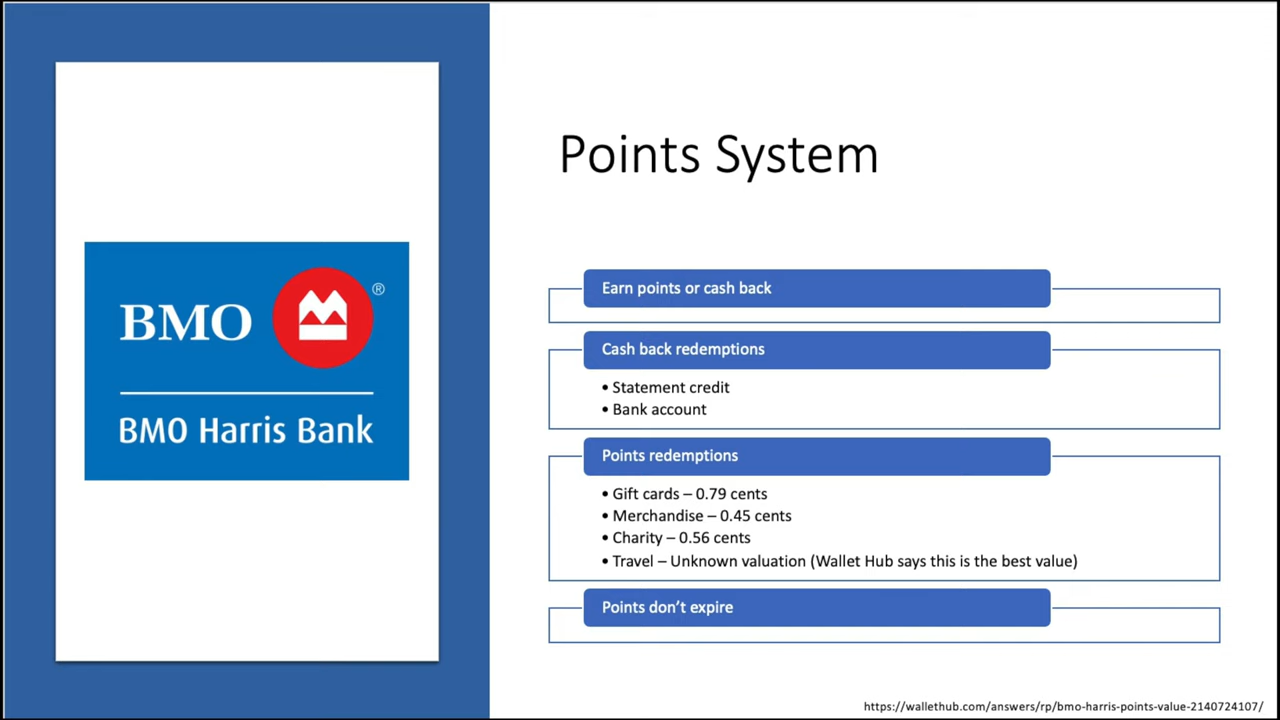 BMO
®
BMO Harris Bank
Points System
Earn points or cash back
Cash back redemptions
• Statement credit
• Bank account
Points redemptions
• Gift cards – 0.79 cents
• Merchandise – 0.45 cents
• Charity – 0.56 cents
• Travel – Unknown valuation (Wallet Hub says this is the best value)
Points don’t expire
https://wallethub.com/answers/rp/bmo-harris-points-value-2140724107/